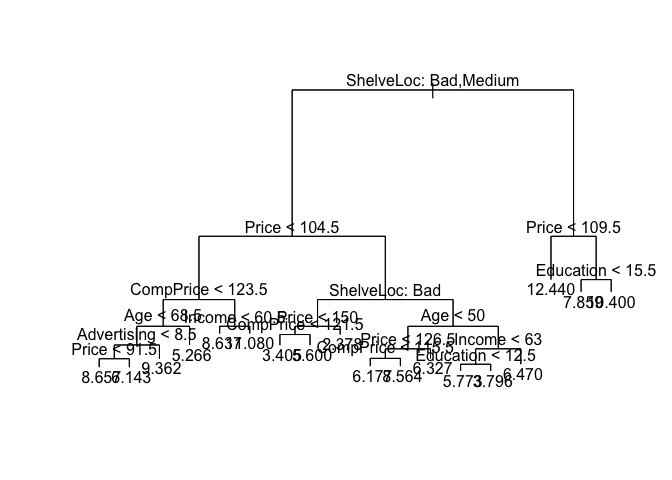 ShelveLoc: Bad,Medium
Price < 104.5
Price < 109.5
CompPrice < 123.5
ShelveLoc: Bad
Education < 15.5
12.440
7.859
10.400
Age < 68.5
Income < 60.5
Price < 150
Age < 50
CompPrice < 121.5
Advertising < 8.5
8.637
11.080
2.378
Price < 126.5
Income < 63
Price < 91.5
5.266
3.405
5.600
CompPrice < 115.5
Education < 12.5
9.362
6.327
6.470
8.657
6.143
6.177
7.564
5.773
3.796